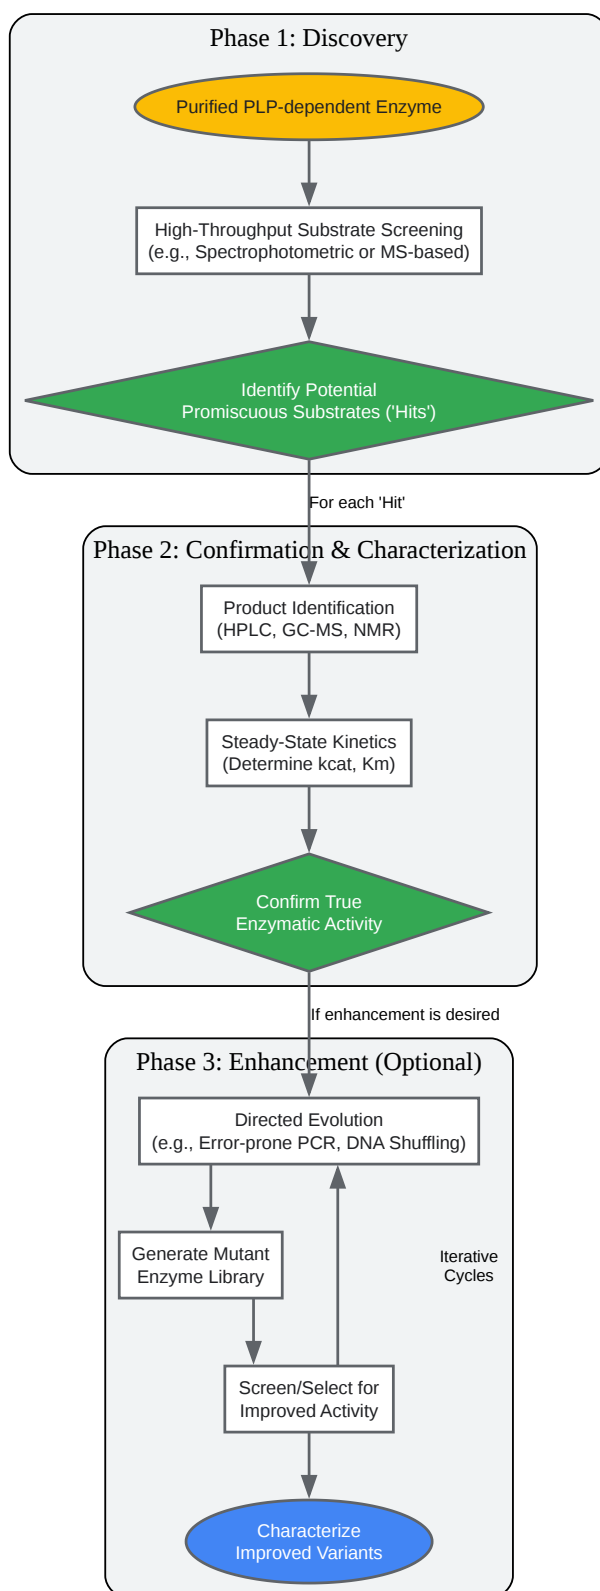 Phase 1: Discovery
Purified PLP-dependent Enzyme
High-Throughput Substrate Screening
(e.g., Spectrophotometric or MS-based)
Identify Potential
Promiscuous Substrates ('Hits')
For each 'Hit'
Phase 2: Confirmation & Characterization
Product Identification
(HPLC, GC-MS, NMR)
Steady-State Kinetics
(Determine kcat, Km)
Confirm True
Enzymatic Activity
If enhancement is desired
Phase 3: Enhancement (Optional)
Directed Evolution
(e.g., Error-prone PCR, DNA Shuffling)
Generate Mutant
Enzyme Library
Iterative
Cycles
Screen/Select for
Improved Activity
Characterize
Improved Variants